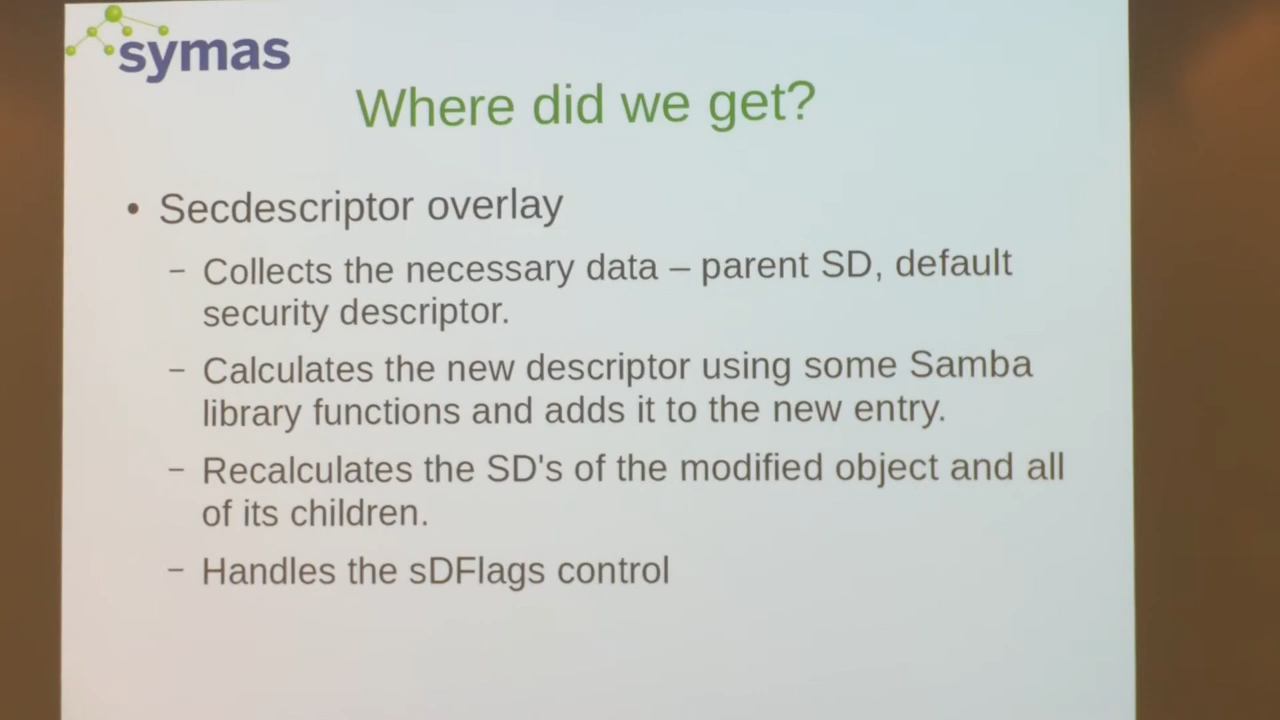 symas
Where did we get?
• Secdescriptor overlay
– Collects the necessary data – parent SD, default
security descriptor.
– Calculates the new descriptor using some Samba
library functions and adds it to the new entry.
– Recalculates the SD's of the modified object and all
of its children.
– Handles the sDFlags control